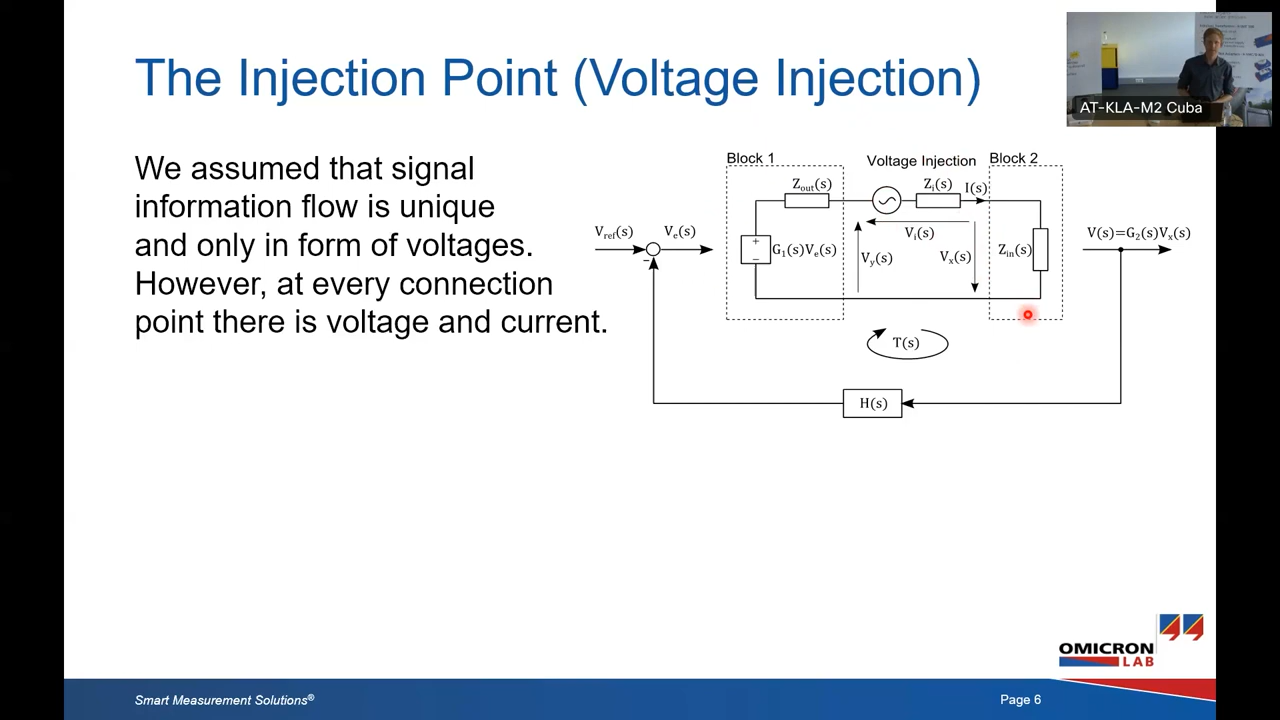 The Injection Point (Voltage Injection)
AT-KLA-M2 Cuba
We assumed that signal
information flow is unique
and only in form of voltages.
However, at every connection
point there is voltage and current.
Block 1
Voltage Injection
Block 2
Zout(s)
Zi(s)
I(s)
Vref(s)
Ve(s)
+
−
G1(s)Ve(s)
Vi(s)
Vy(s)
Vx(s)
Zin(s)
V(s)=G2(s)Vx(s)
−
T(s)
H(s)
OMICRON
LAB
Smart Measurement Solutions®
Page 6